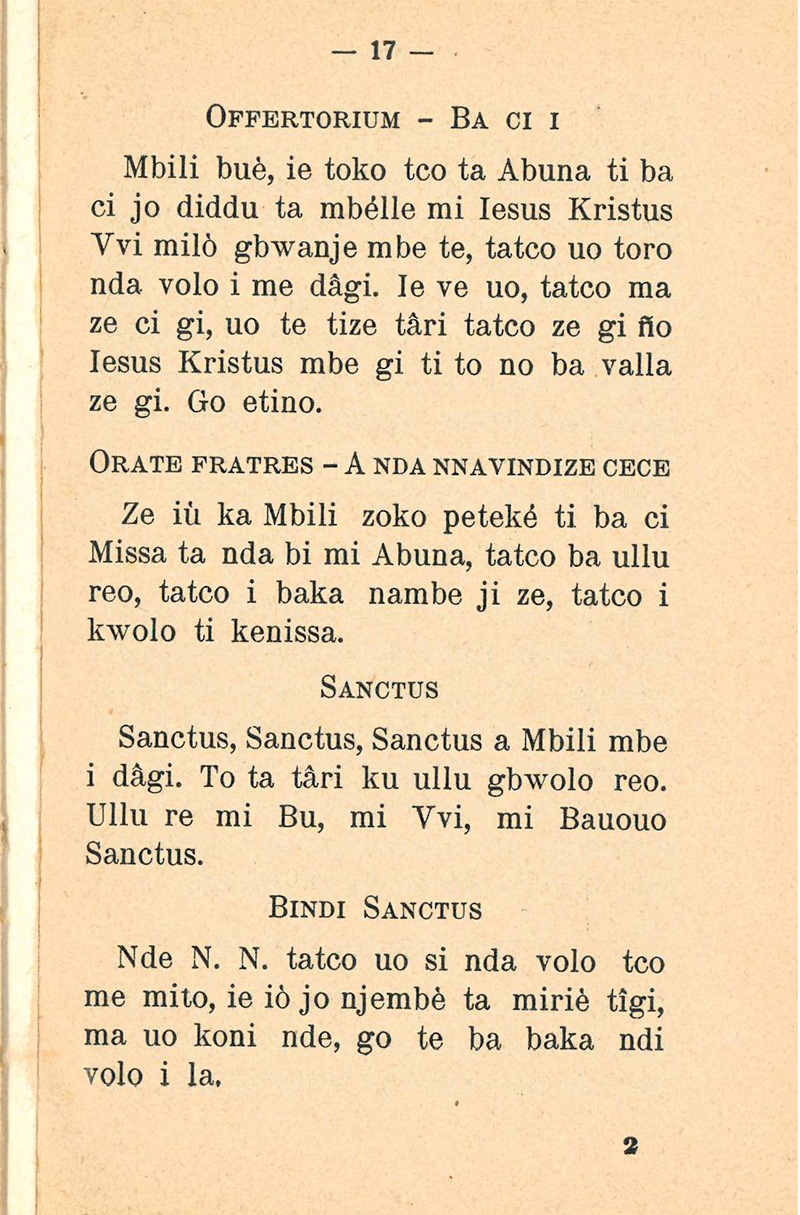 — 17 —
OFFERTORIUM - BA CI I
Mbili buè, ie toko tco ta Abuna ti ba
ci jo diddu ta mbélle mi Iesus Kristus
Vvi milò gbwanje mbe te, tatco uo toro
nda volo i me dâgi. Ie ve uo, tatco ma
ze ci gi, uo te tize târi tatco ze gi ño
Iesus Kristus mbe gi ti to no ba valla
ze gi. Go etino.
ORATE FRATRES - A NDA NNAVINDIZE CECE
Ze iù ka Mbili zoko peteké ti ba ci
Missa ta nda bi mi Abuna, tatco ba ullu
reo, tatco i baka nambe ji ze, tatco i
kwolo ti kenissa.
SANCTUS
Sanctus, Sanctus, Sanctus a Mbili mbe
i dâgi. To ta târi ku ullu gbwolo reo.
Ullu re mi Bu, mi Vvi, mi Bauouo
Sanctus.
BINDI SANCTUS
Nde N. N. tatco uo si nda volo tco
me mito, ie iò jo njembè ta miriè tîgi,
ma uo koni nde, go te ba baka ndi
volo i la.
2